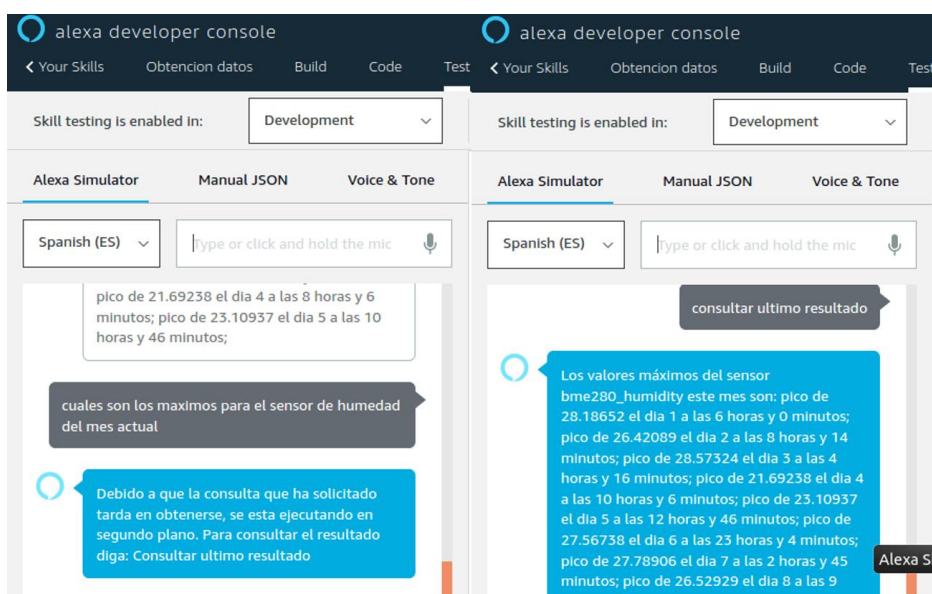 alexa developer console
Your Skills Obtencion datos Build Code Test
Skill testing is enabled in: Development
Alexa Simulator Manual JSON Voice & Tone
Spanish (ES) Type or click and hold the mic
pico de 21.69238 el dia 4 a las 8 horas y 6
minutos; pico de 23.10937 el dia 5 a las 10
horas y 46 minutos;
cuales son los maximos para el sensor de humedad
del mes actual
Debido a que la consulta que ha solicitado
tarda en obtenerse, se esta ejecutando en
segundo plano. Para consultar el resultado
diga: Consultar ultimo resultado
alexa developer console
Your Skills Obtencion datos Build Code Test
Skill testing is enabled in: Development
Alexa Simulator Manual JSON Voice & Tone
Spanish (ES) Type or click and hold the mic
consultar ultimo resultado
Los valores máximos del sensor
bme280_humidity este mes son: pico de
28.18652 el dia 1 a las 6 horas y 0 minutos;
pico de 26.42089 el dia 2 a las 8 horas y 14
minutos; pico de 28.57324 el dia 3 a las 4
horas y 16 minutos; pico de 21.69238 el dia 4
a las 10 horas y 6 minutos; pico de 23.10937
el dia 5 a las 12 horas y 46 minutos; pico de
27.56738 el dia 6 a las 23 horas y 4 minutos;
pico de 27.78906 el dia 7 a las 2 horas y 45
minutos; pico de 26.52929 el dia 8 a las 9
Alexa S